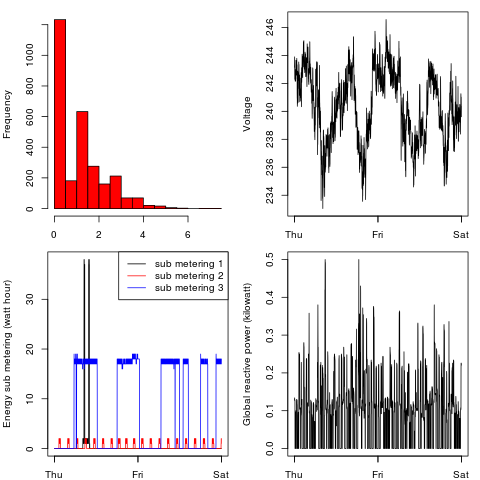 Frequency
1000
800
600
400
200
0
0 2 4 6
Voltage
246
244
242
240
238
236
234
Thu Fri Sat
Energy sub metering (watt hour)
30
20
10
0
Thu Fri Sat
sub metering 1
sub metering 2
sub metering 3
Global reactive power (kilowatt)
0.5
0.4
0.3
0.2
0.1
0.0
Thu Fri Sat